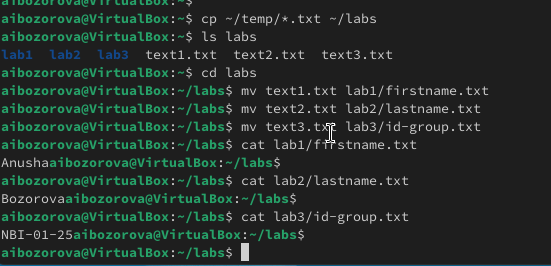 aibozorova@VirtualBox:~$ cp ~/temp/*.txt ~/labs
aibozorova@VirtualBox:~$ ls labs
lab1  lab2  lab3  text1.txt  text2.txt  text3.txt
aibozorova@VirtualBox:~$ cd labs
aibozorova@VirtualBox:~/labs$ mv text1.txt lab1/firstname.txt
aibozorova@VirtualBox:~/labs$ mv text2.txt lab2/lastname.txt
aibozorova@VirtualBox:~/labs$ mv text3.txt lab3/id-group.txt
aibozorova@VirtualBox:~/labs$ cat lab1/firstname.txt
Anushaaibozorova@VirtualBox:~/labs$
aibozorova@VirtualBox:~/labs$ cat lab2/lastname.txt
Bozorovaaibozorova@VirtualBox:~/labs$
aibozorova@VirtualBox:~/labs$ cat lab3/id-group.txt
NBI-01-25aibozorova@VirtualBox:~/labs$
aibozorova@VirtualBox:~/labs$